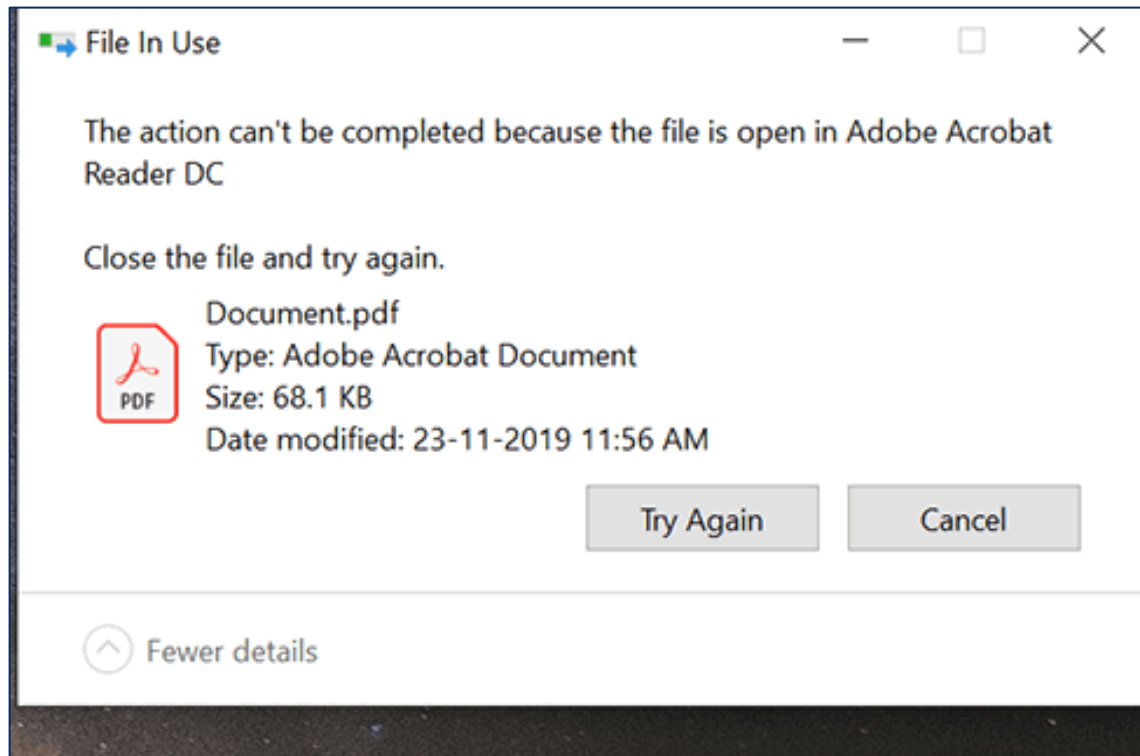 File In Use
The action can't be completed because the file is open in Adobe Acrobat
Reader DC
Close the file and try again.
Document.pdf
Type: Adobe Acrobat Document
Size: 68.1 KB
Date modified: 23-11-2019 11:56 AM
PDF
Try Again
Cancel
Fewer details